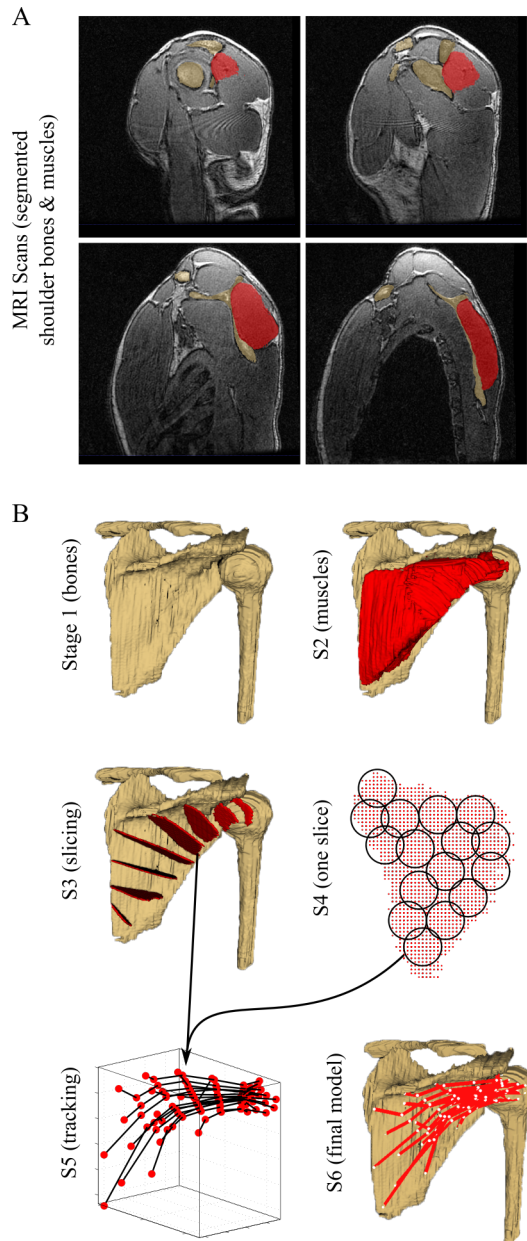 A
MRI Scans (segmented
shoulder bones & muscles)
B
Stage 1 (bones)
S2 (muscles)
S3 (slicing)
S4 (one slice)
S5 (tracking)
S6 (final model)